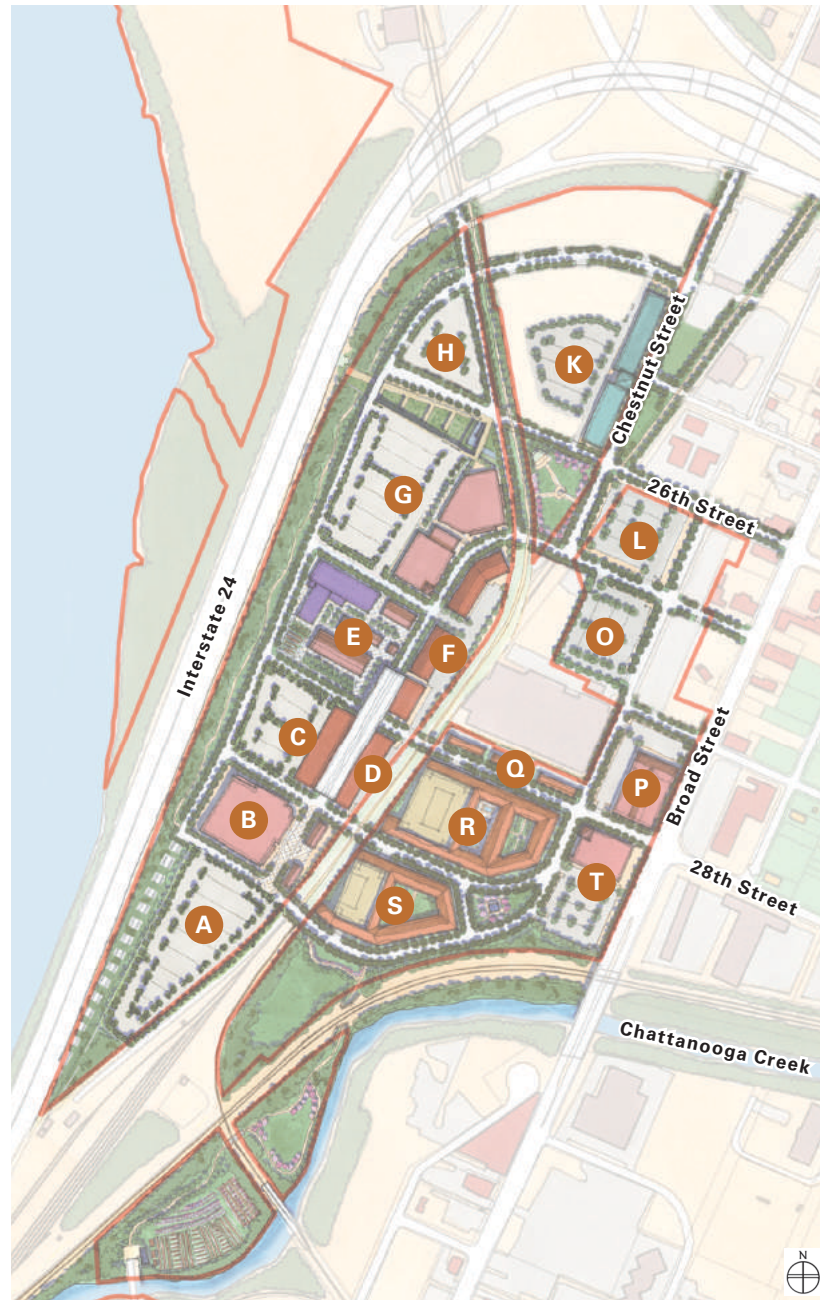 Chestnut Street
H
K
26th Street
G
L
Interstate 24
E
F
O
C
D
Q
P
Broad Street
B
R
28th Street
T
S
A
Chattanooga Creek
N